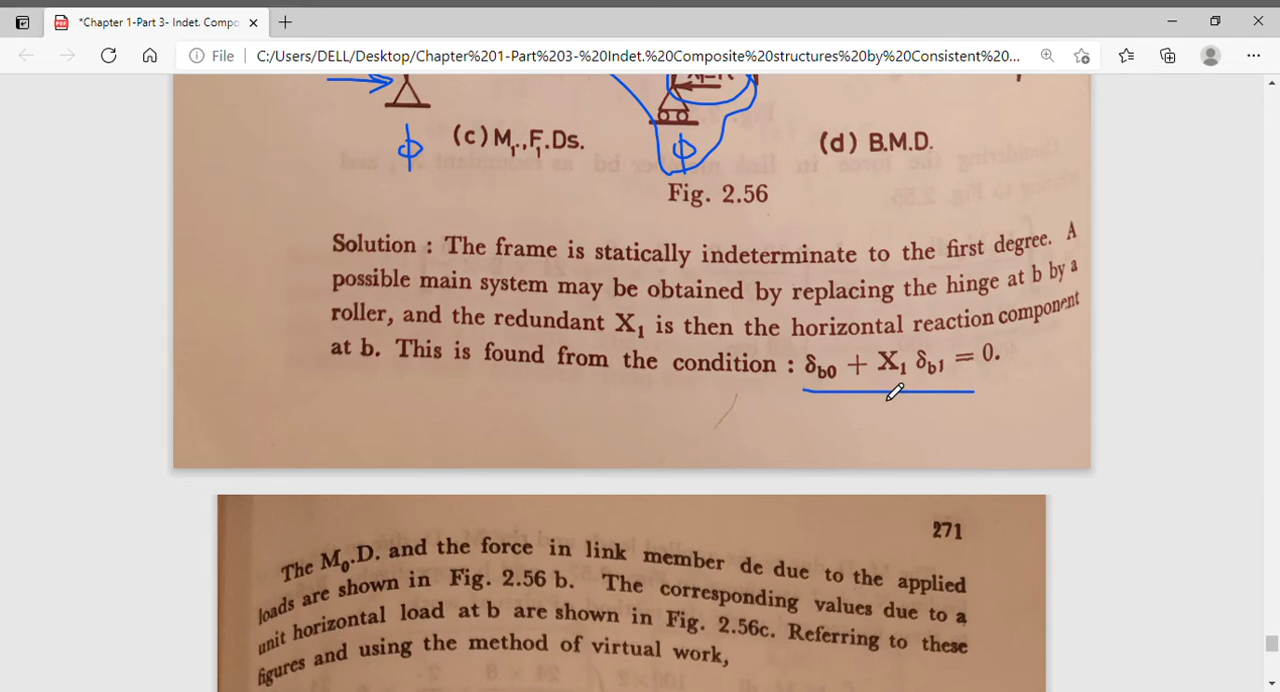 *Chapter 1-Part 3- Indet. Compo
File
C:/Users/DELL/Desktop/Chapter%201-Part%203-%20Indet.%20Composite%20structures%20by%20Consistent%20...
(c) M₁.,F₁.Ds.
(d) B.M.D.
Fig. 2.56
Solution : The frame is statically indeterminate to the first degree. A
possible main system may be obtained by replacing the hinge at b by a
roller, and the redundant X₁ is then the horizontal reaction component
at b. This is found from the condition : δb0 + X₁ δb1 = 0.
271
The M₀.D. and the force in link member de due to the applied
loads are shown in Fig. 2.56 b. The corresponding values due to a
unit horizontal load at b are shown in Fig. 2.56c. Referring to these
figures and using the method of virtual work,